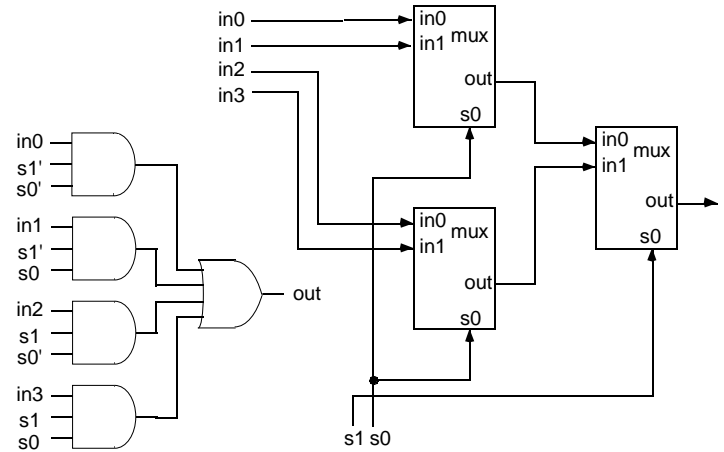 in0
s1'
s0'
in1
s1'
s0
in2
s1
s0'
in3
s1
s0
out
in0
in1
in2
in3
in0
in1
mux
out
s0
in0
in1
mux
out
s0
in0
in1
mux
out
s0
s1 s0